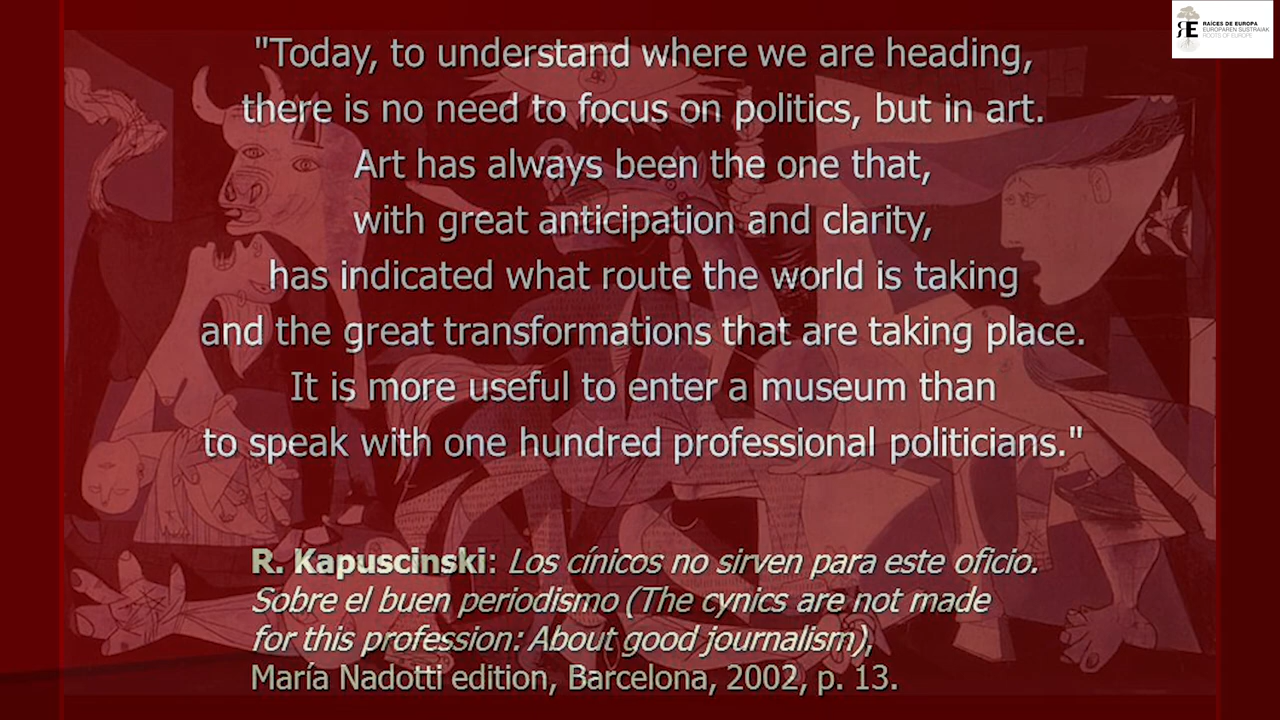 RAÍCES DE EUROPA
EUROPAREN SUSTRAIAK
ROOTS OF EUROPE
"Today, to understand where we are heading,
there is no need to focus on politics, but in art.
Art has always been the one that,
with great anticipation and clarity,
has indicated what route the world is taking
and the great transformations that are taking place.
It is more useful to enter a museum than
to speak with one hundred professional politicians."
R. Kapuscinski: Los cínicos no sirven para este oficio.
Sobre el buen periodismo (The cynics are not made
for this profession: About good journalism),
María Nadotti edition, Barcelona, 2002, p. 13.